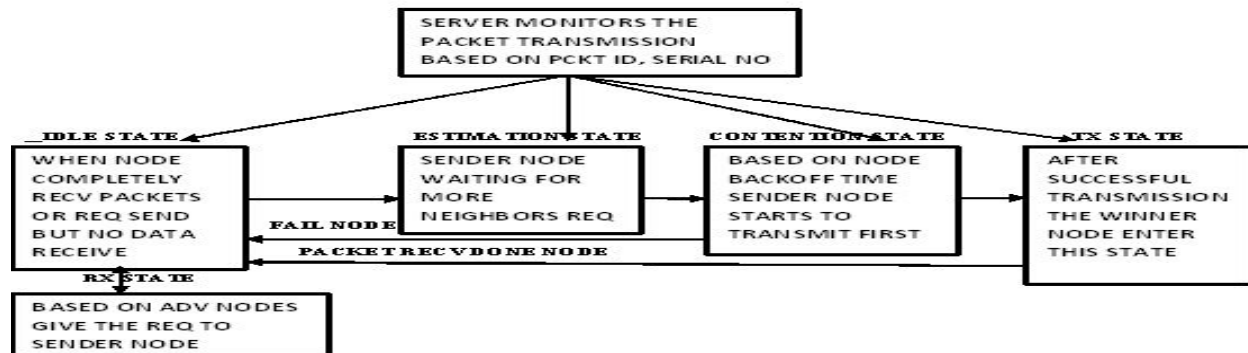 SERVER MONITORS THE
PACKET TRANSMISSION
BASED ON PCKT ID, SERIAL NO
IDLE STATE
WHEN NODE
COMPLETELY
RECV PACKETS
OR REQ SEND
BUT NO DATA
RECEIVE
ESTIMATION STATE
SENDER NODE
WAITING FOR
MORE
NEIGHBORS REQ
CONTENTION STATE
BASED ON NODE
BACKOFF TIME
SENDER NODE
STARTS TO
TRANSMIT FIRST
TX STATE
AFTER
SUCCESSFUL
TRANSMISSION
THE WINNER
NODE ENTER
THIS STATE
FAIL NODE
PACKET RECV DONE NODE
RX STATE
BASED ON ADV NODES
GIVE THE REQ TO
SENDER NODE